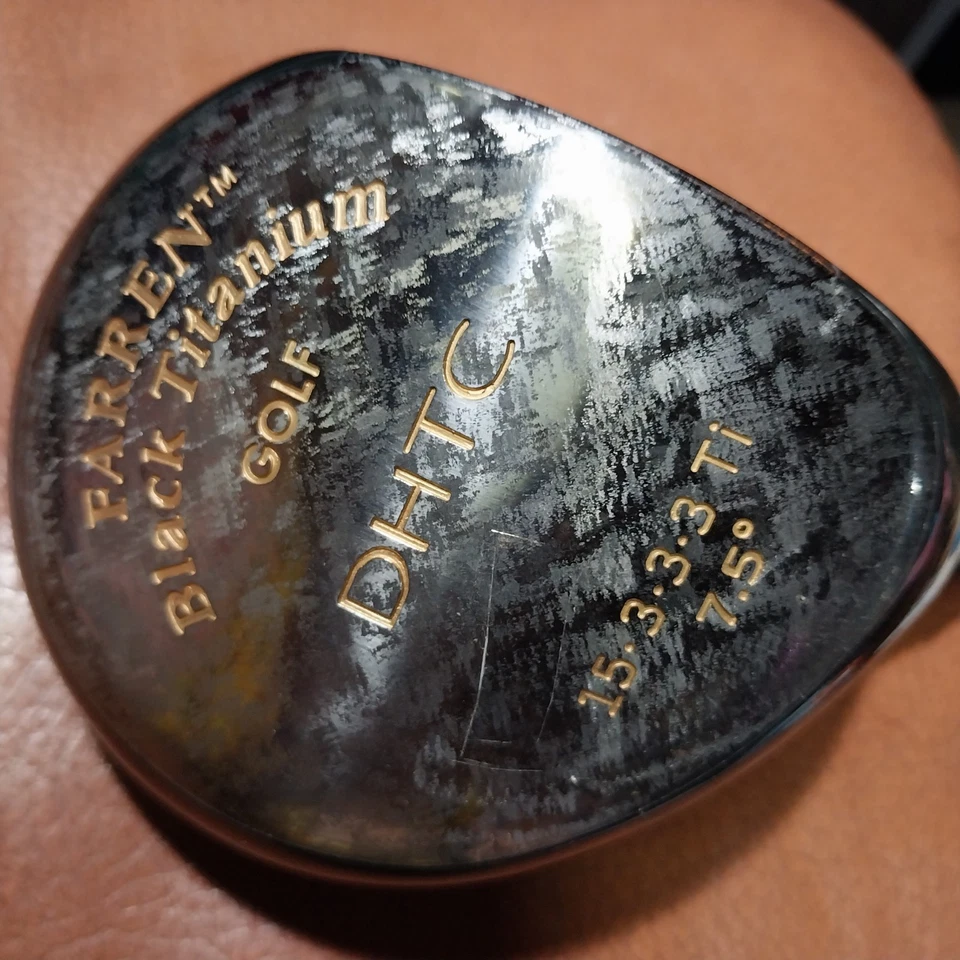 FARREN™
Black Titanium
GOLF
DHTC
15.3.3.3 Ti
7.5°